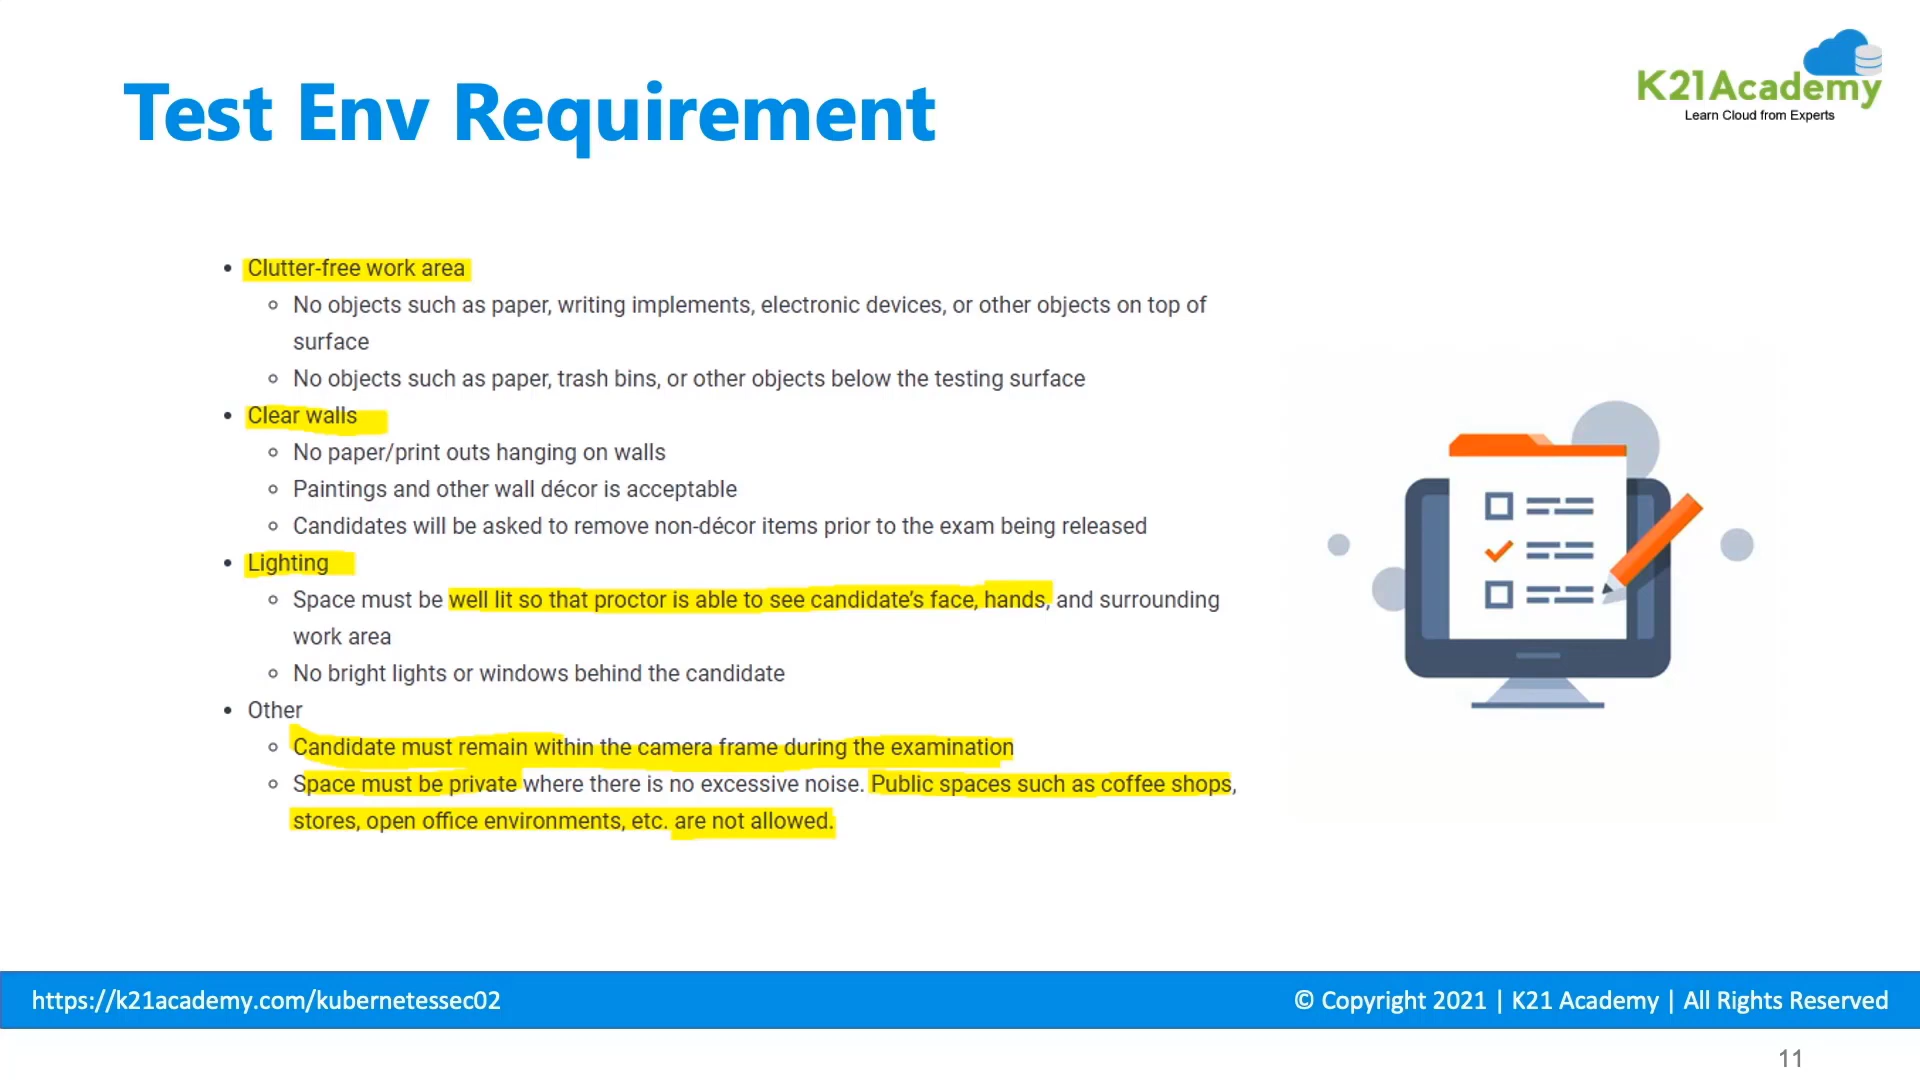 K21Academy
Learn Cloud from Experts
Test Env Requirement
• Clutter-free work area
○ No objects such as paper, writing implements, electronic devices, or other objects on top of
surface
○ No objects such as paper, trash bins, or other objects below the testing surface
• Clear walls
○ No paper/print outs hanging on walls
○ Paintings and other wall décor is acceptable
○ Candidates will be asked to remove non-décor items prior to the exam being released
• Lighting
○ Space must be well lit so that proctor is able to see candidate’s face, hands, and surrounding
work area
○ No bright lights or windows behind the candidate
• Other
○ Candidate must remain within the camera frame during the examination
○ Space must be private where there is no excessive noise. Public spaces such as coffee shops,
stores, open office environments, etc. are not allowed.
https://k21academy.com/kubernetessec02
© Copyright 2021 | K21 Academy | All Rights Reserved
11